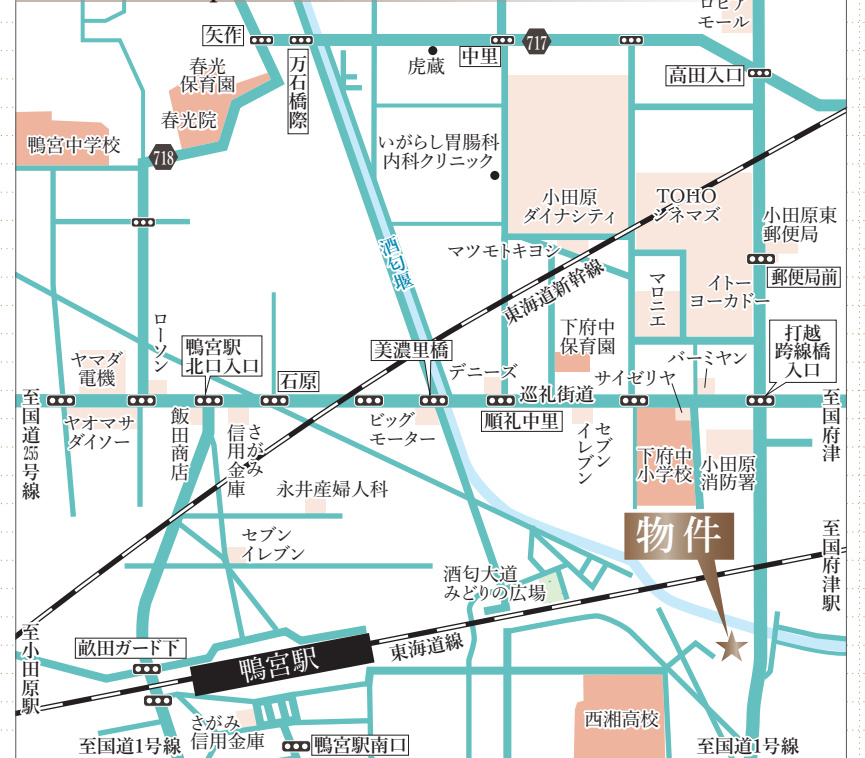 ロピア
モール
矢作
万石橋際
虎蔵
中里
717
高田入口
春光
保育園
春光院
鴨宮中学校
718
いがらし胃腸科
内科クリニック
小田原
ダイナシティ
TOHO
シネマズ
小田原東
郵便局
郵便局前
酒匂堰
マツモトキヨシ
東海道新幹線
マロニエ
イトー
ヨーカドー
ローソン
鴨宮駅
北口入口
美濃里橋
下府中
保育園
打越
跨線橋
入口
ヤマダ
電機
石原
デニーズ
巡礼街道
サイゼリヤ
バーミヤン
至国道255号線
ヤオマサ
ダイソー
飯田商店
さがみ
信用金庫
ビッグ
モーター
順礼中里
セブン
イレブン
下府中
小学校
小田原
消防署
至国府津
永井産婦人科
セブン
イレブン
物件
至国府津駅
酒匂大道
みどりの広場
至小田原駅
畝田ガード下
鴨宮駅
東海道線
さがみ
信用金庫
西湘高校
至国道1号線
鴨宮駅南口
至国道1号線